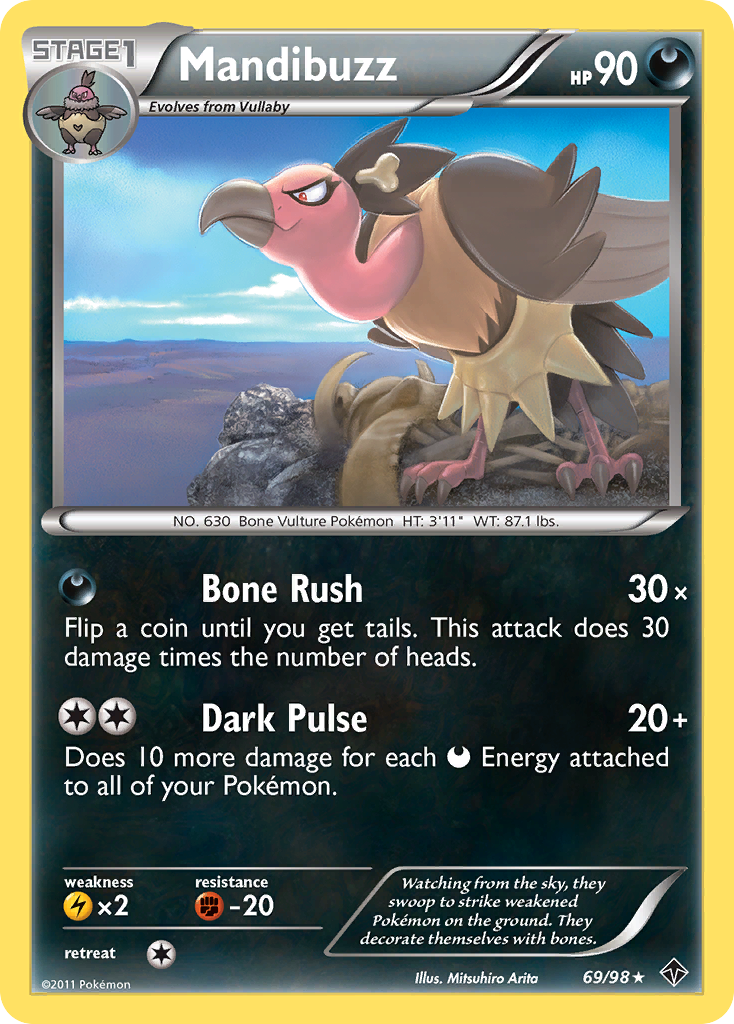 STAGE1
Mandibuzz
HP 90
Evolves from Vullaby
NO. 630 Bone Vulture Pokémon HT: 3'11" WT: 87.1 lbs.
Bone Rush 30×
Flip a coin until you get tails. This attack does 30
damage times the number of heads.
Dark Pulse 20+
Does 10 more damage for each Energy attached
to all of your Pokémon.
weakness
×2
resistance
-20
retreat
Watching from the sky, they
swoop to strike weakened
Pokémon on the ground. They
decorate themselves with bones.
©2011 Pokémon
Illus. Mitsuhiro Arita
69/98 ★